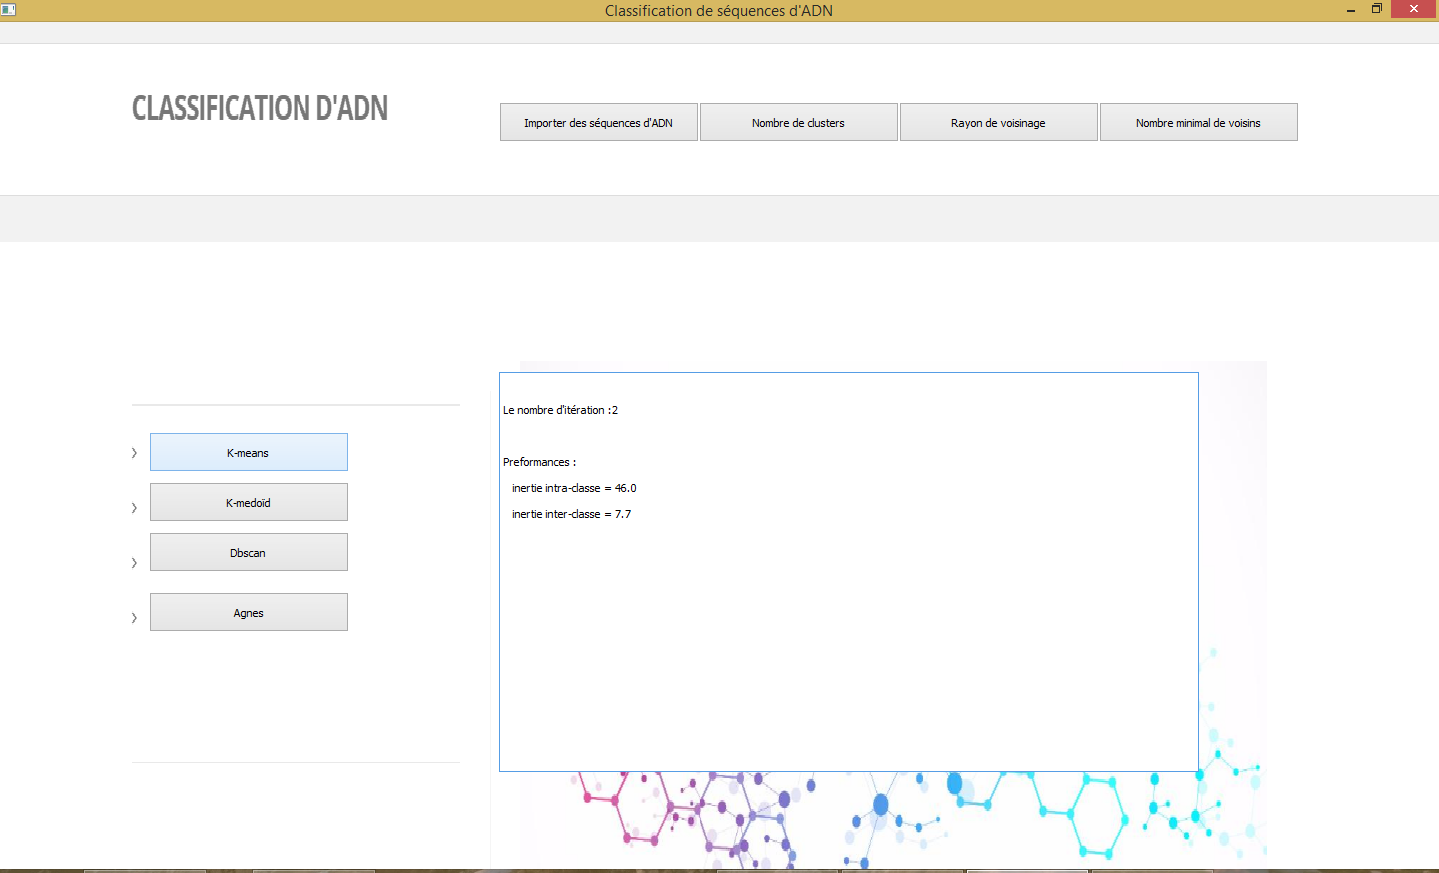 Classification de séquences d'ADN
CLASSIFICATION D'ADN
Importer des séquences d'ADN
Nombre de clusters
Rayon de voisinage
Nombre minimal de voisins
K-means
K-medoïd
Dbscan
Agnes
Le nombre d'itération :2
Preformances :
inertie intra-classe = 46.0
inertie inter-classe = 7.7